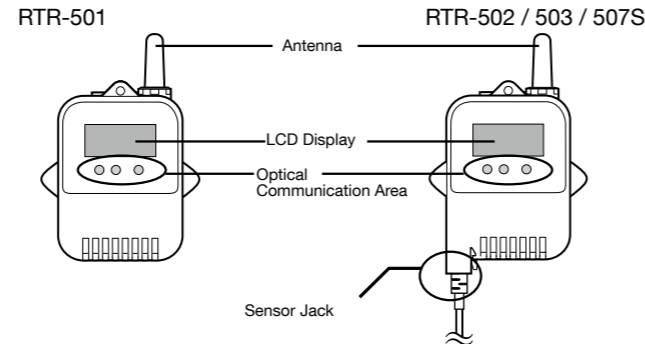 RTR-501
RTR-502 / 503 / 507S
Antenna
LCD Display
Optical
Communication Area
Sensor Jack